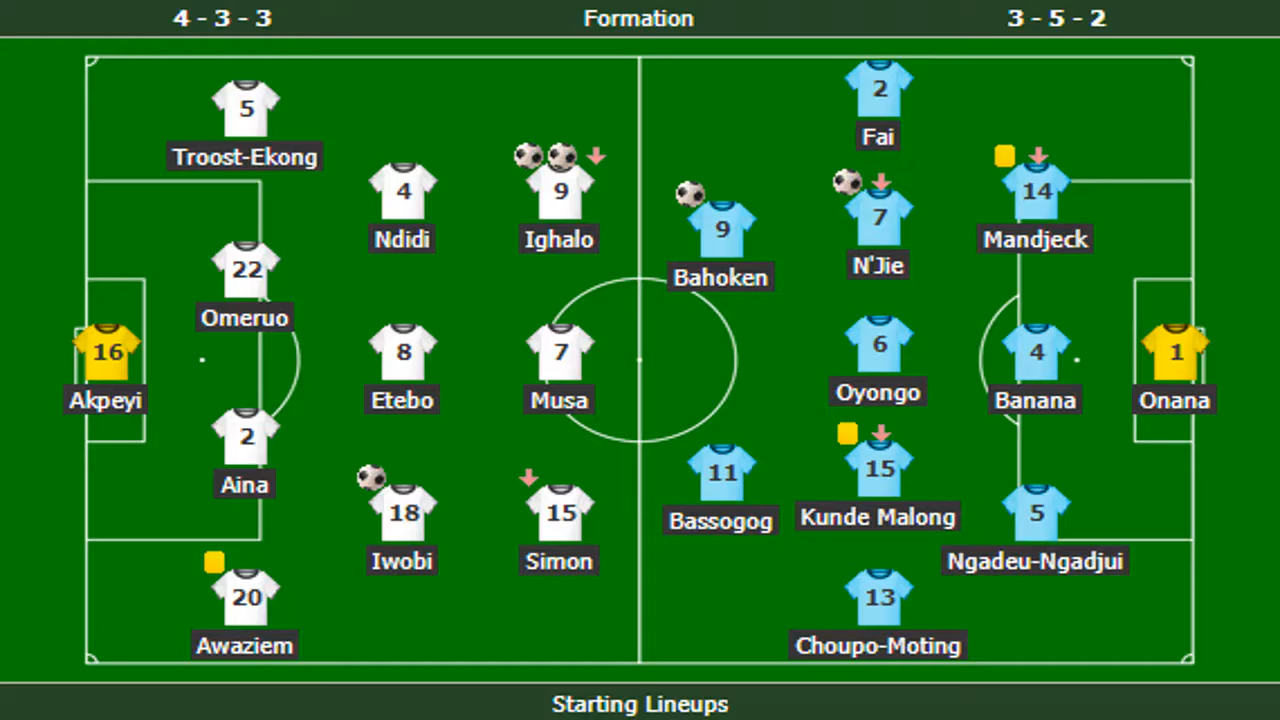 4 - 3 - 3 Formation 3 - 5 - 2
5
Troost-Ekong
22
Omeruo
16
Akpeyi
2
Aina
20
Awaziem
4
Ndidi
8
Etebo
18
Iwobi
9
Ighalo
7
Musa
15
Simon
9
Bahoken
11
Bassogog
2
Fai
7
N'Jie
6
Oyongo
15
Kunde Malong
13
Choupo-Moting
14
Mandjeck
4
Banana
5
Ngadeu-Ngadjui
1
Onana
Starting Lineups